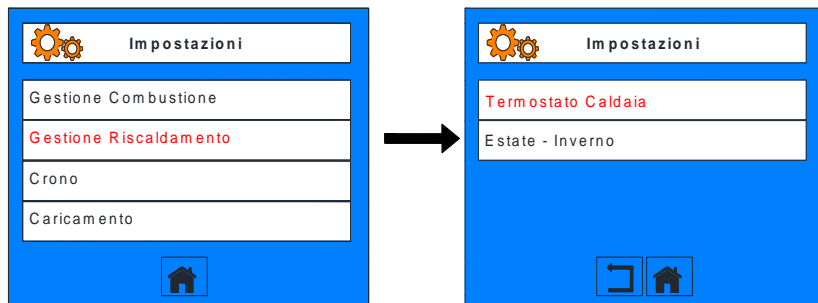 Impostazioni
Gestione Combustione
Gestione Riscaldamento
Crono
Caricamento
Impostazioni
Termostato Caldaia
Estate - Inverno